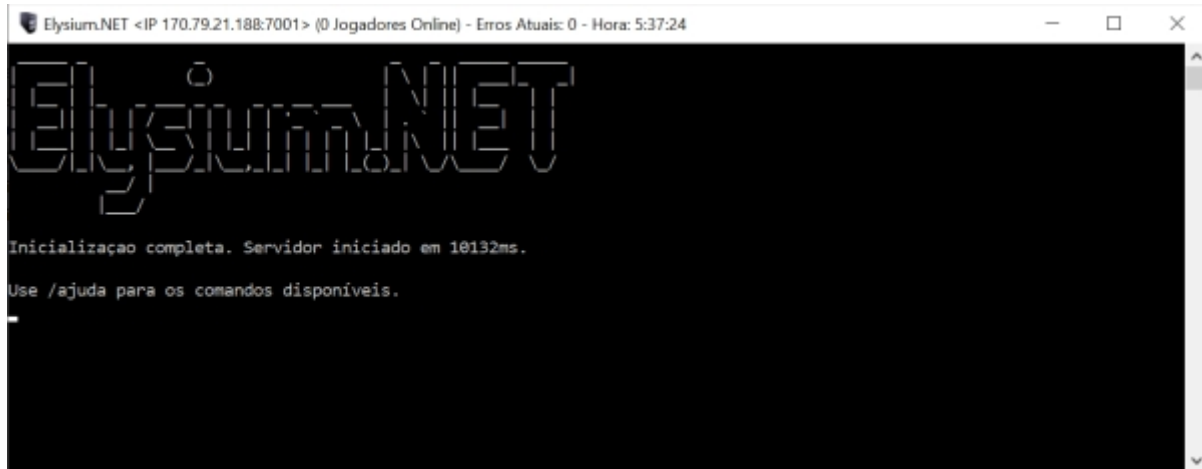 Elysium.NET <IP 170.79.21.188:7001> (0 Jogadores Online) - Erros Atuais: 0 - Hora: 5:37:24
Elysium.NET
Inicializaçao completa. Servidor iniciado em 10132ms.
Use /ajuda para os comandos disponíveis.